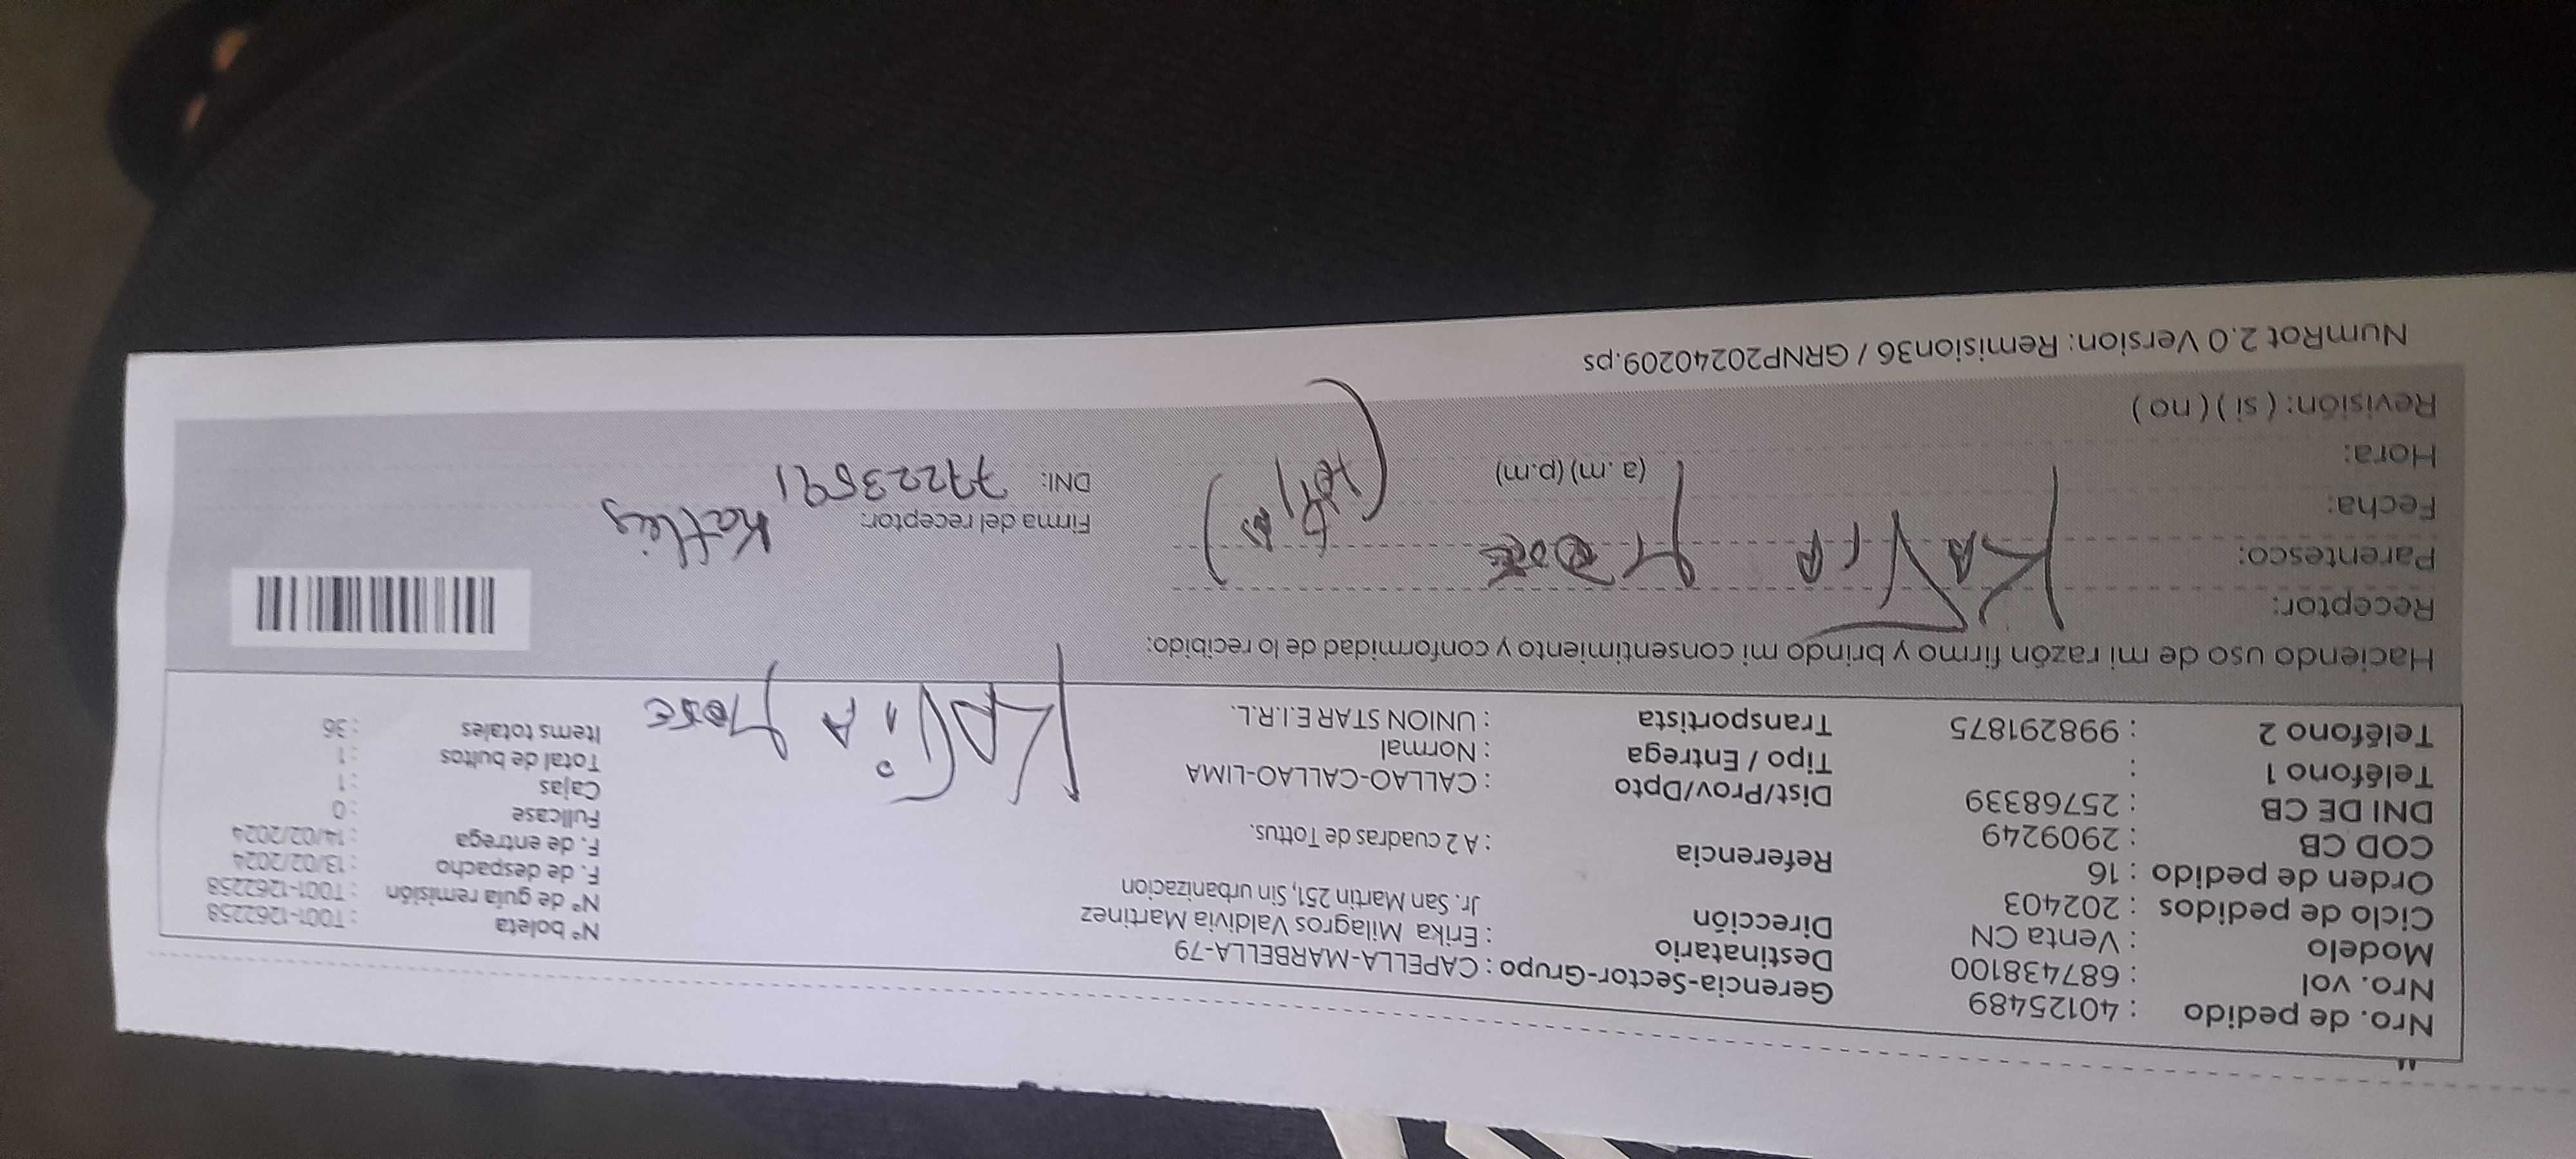 Nro. de pedido : 40125489
Nro. vol : 687438100
Modelo : Venta CN
Ciclo de pedidos : 202403
Orden de pedido : 16
COD CB : 2909249
DNI DE CB : 25768339
Teléfono 1 :
Teléfono 2 : 998291875
Gerencia-Sector-Grupo : CAPELLA-MARBELLA-79
Destinatario : Erika Milagros Valdivia Martinez
Dirección Jr. San Martin 251, Sin urbanizacion
Referencia : A 2 cuadras de Tottus.
Dist/Prov/Dpto : CALLAO-CALLAO-LIMA
Tipo / Entrega : Normal
Transportista : UNION STAR E.I.R.L.
N° boleta : T001-1262258
N° de guía remisión : T001-1262258
F. de despacho : 13/02/2024
F. de entrega : 14/02/2024
Fullcase : 0
Cajas : 1
Total de bultos : 1
Items totales : 36
KATiA YOSE
Haciendo uso de mi razón firmo y brindo mi consentimiento y conformidad de lo recibido:
Receptor:
Parentesco: KATIA
Fecha:
Hora: (a.m) (p.m)
Revisión: ( si ) ( no )
Firma del receptor:
DNI: 77223591
NumRot 2.0 Version: Remision36 / GRNP20240209.ps